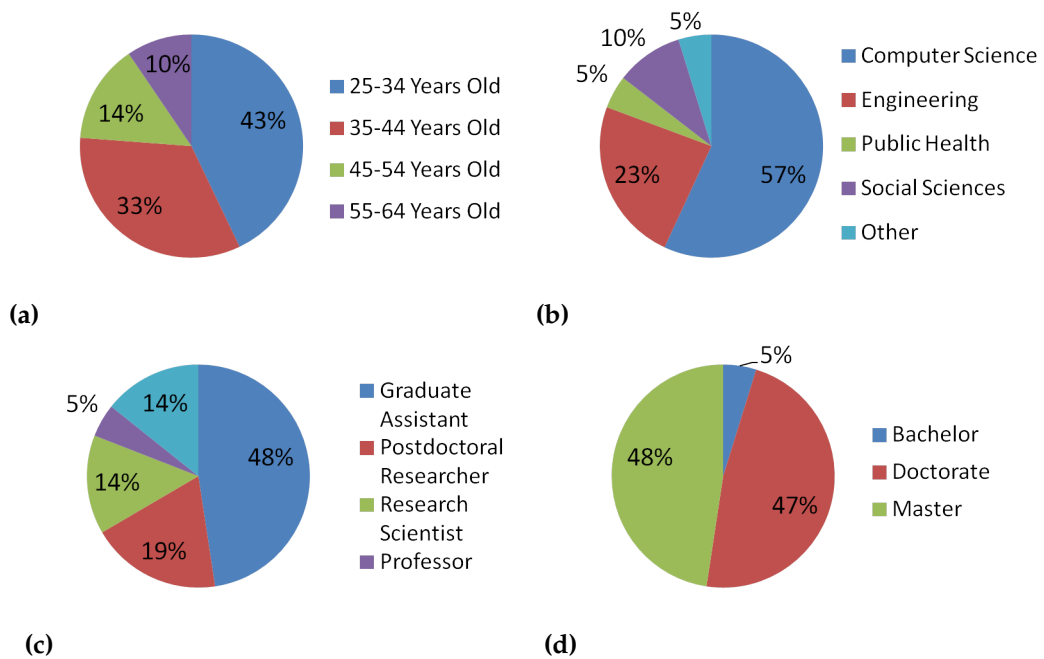 10%
14%
43%
33%
25-34 Years Old
35-44 Years Old
45-54 Years Old
55-64 Years Old
(a)
5%
10%
5%
23%
57%
Computer Science
Engineering
Public Health
Social Sciences
Other
(b)
14%
5%
48%
14%
19%
Graduate
Assistant
Postdoctoral
Researcher
Research
Scientist
Professor
(c)
5%
48%
47%
Bachelor
Doctorate
Master
(d)